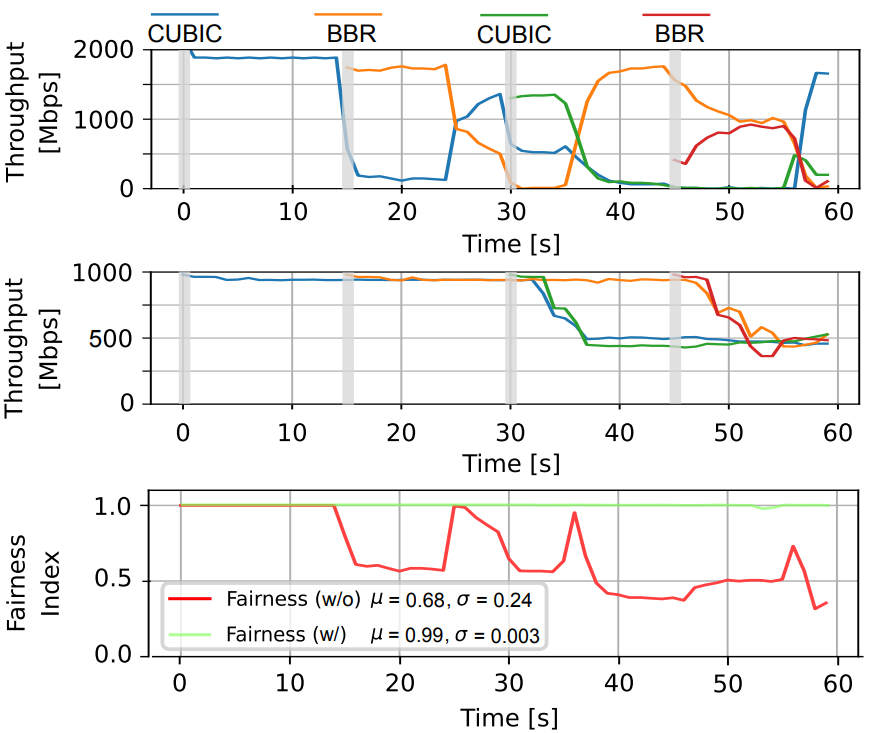 CUBIC BBR CUBIC BBR
Throughput
[Mbps]
2000
1000
0
0 10 20 30 40 50 60
Time [s]
Throughput
[Mbps]
1000
500
0
0 10 20 30 40 50 60
Time [s]
Fairness
Index
1.0
0.5
0.0
Fairness (w/o) μ = 0.68, σ = 0.24
Fairness (w/) μ = 0.99, σ = 0.003
0 10 20 30 40 50 60
Time [s]